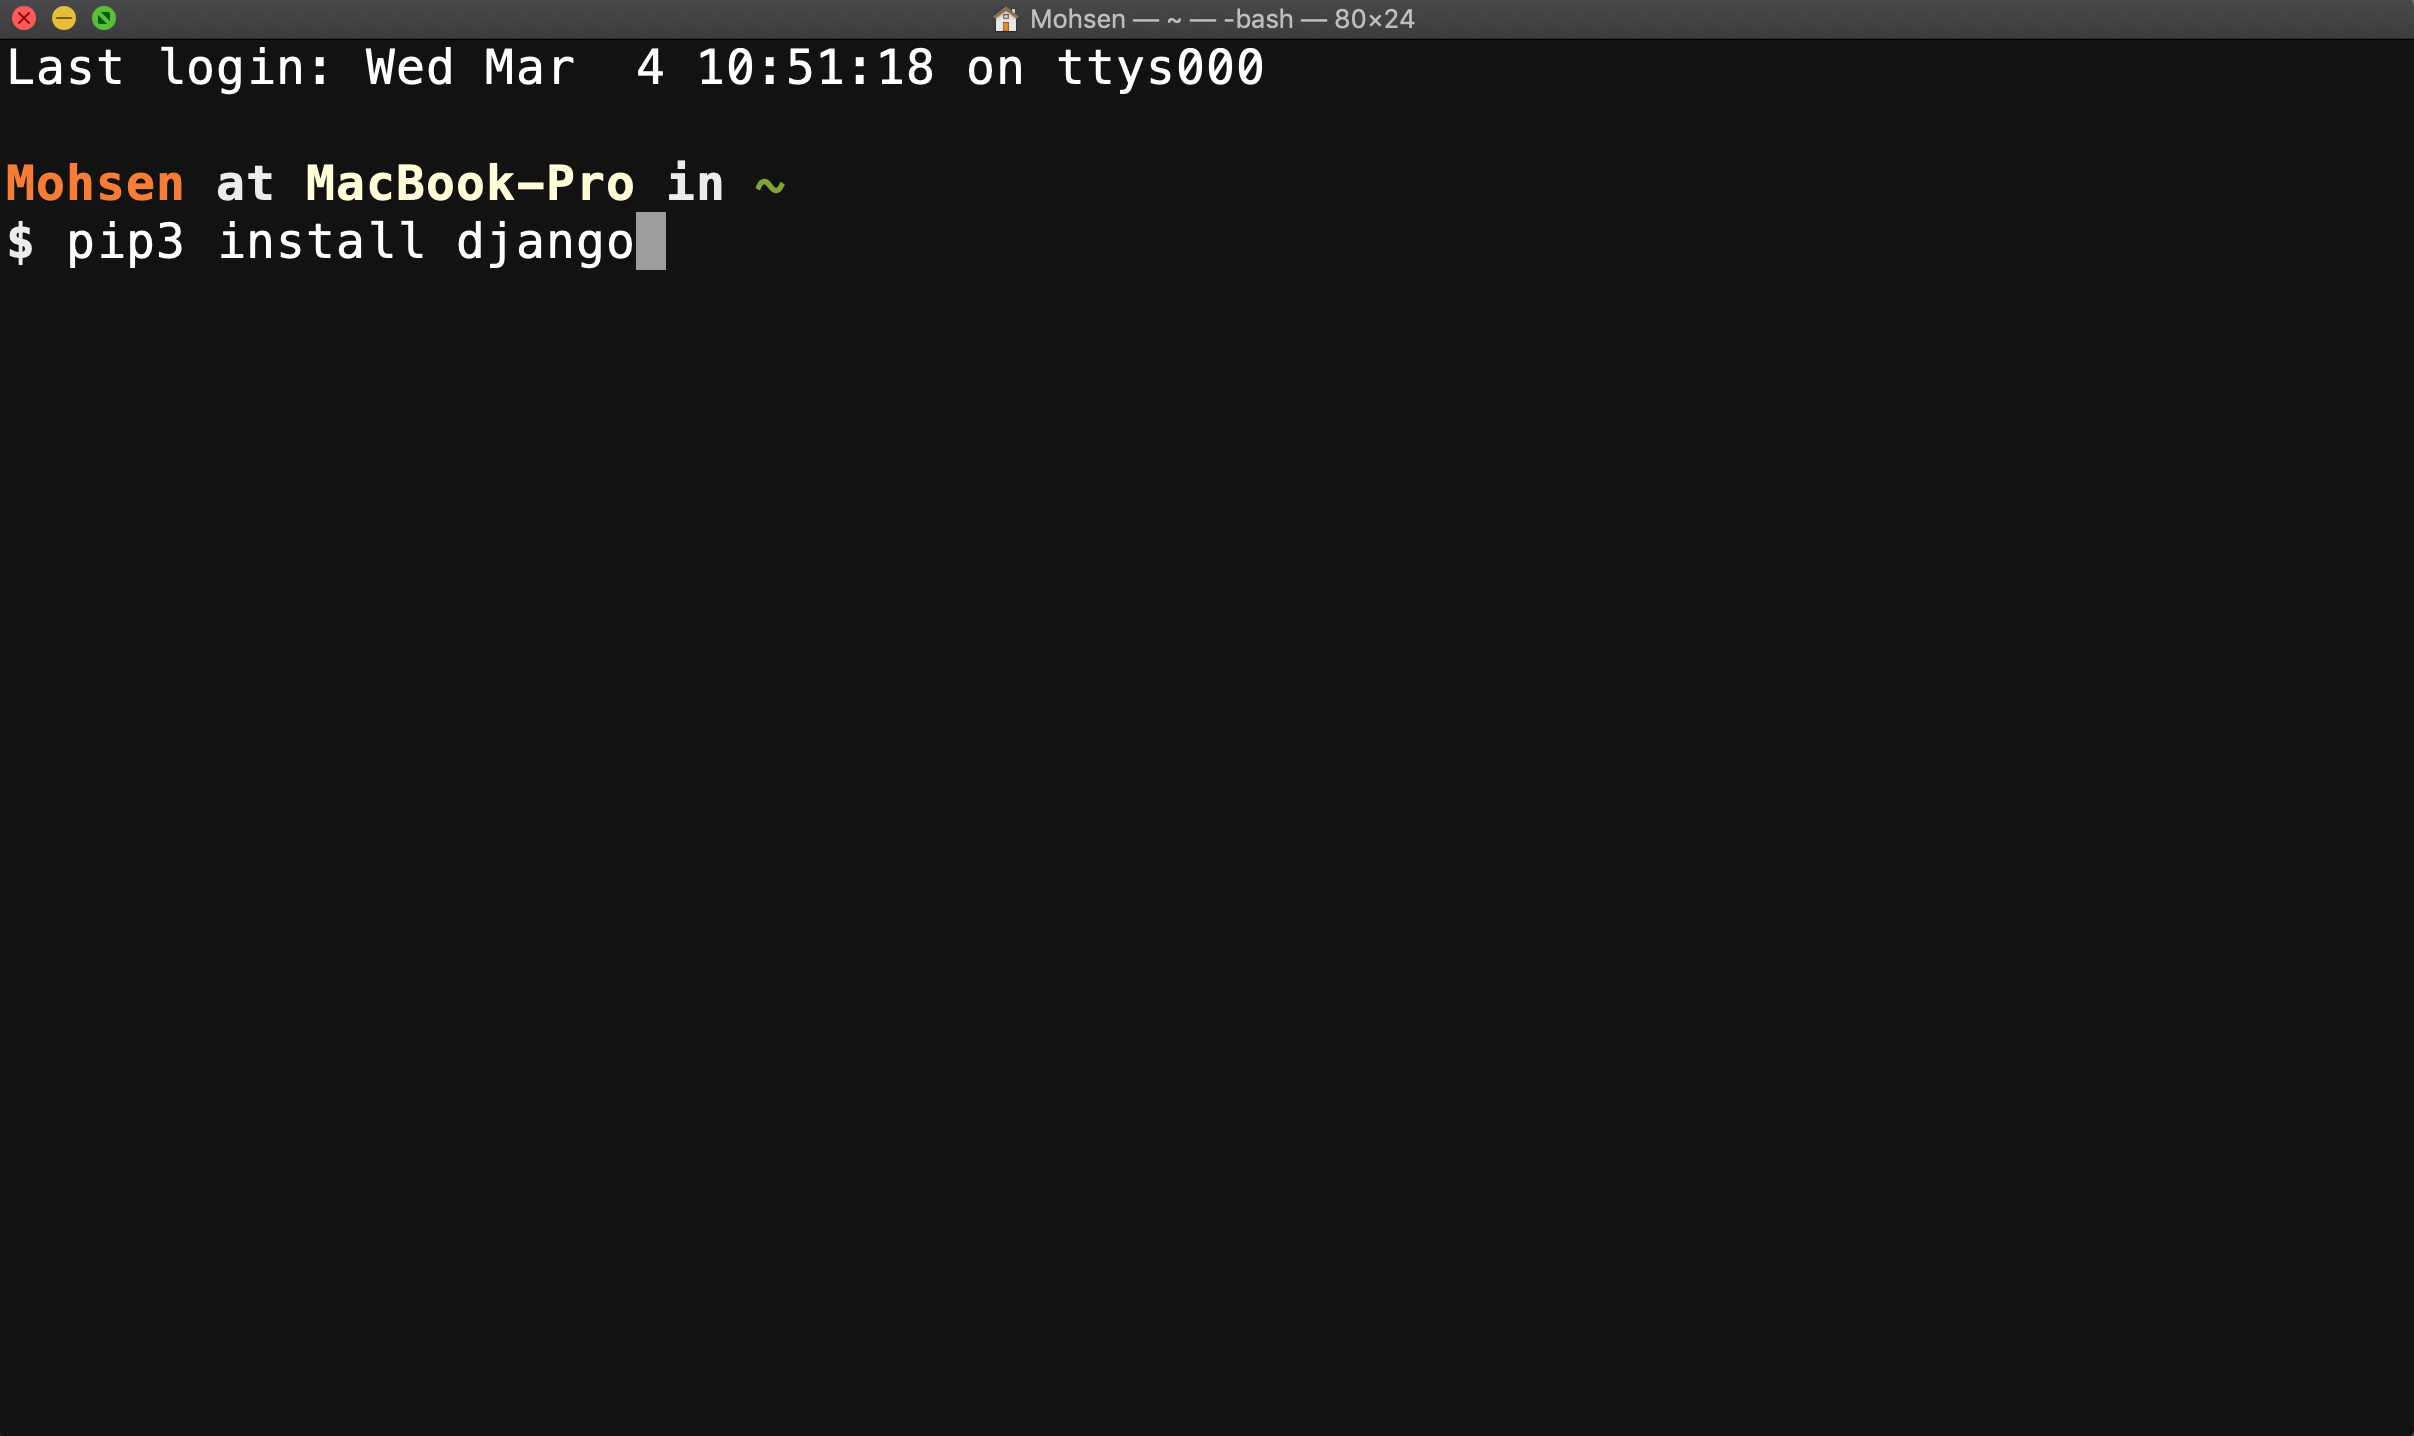 Mohsen — ~ — -bash — 80×24
Last login: Wed Mar  4 10:51:18 on ttys000
Mohsen at MacBook-Pro in ~
$ pip3 install django